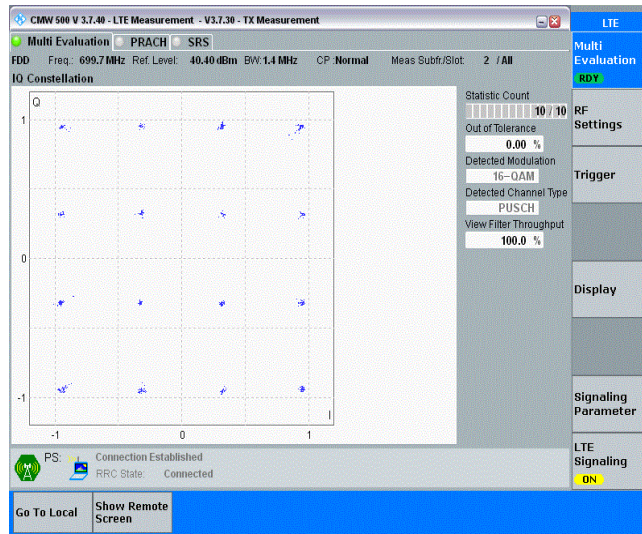 CMW 500 V 3.7.40 - LTE Measurement - V3.7.30 - TX Measurement
LTE
Multi Evaluation PRACH SRS
Multi
Evaluation
RDY
FDD Freq.: 699.7 MHz Ref. Level: 40.40 dBm BW: 1.4 MHz CP :Normal Meas Subfr./Slot: 2 / All
IQ Constellation
Q
1
0
-1
I
-1 0 1
Statistic Count
10 / 10
Out of Tolerance
0.00 %
Detected Modulation
16-QAM
Detected Channel Type
PUSCH
View Filter Throughput
100.0 %
RF
Settings
Trigger
Display
Signaling
Parameter
LTE
Signaling
ON
PS: Connection Established
RRC State: Connected
Go To Local
Show Remote
Screen